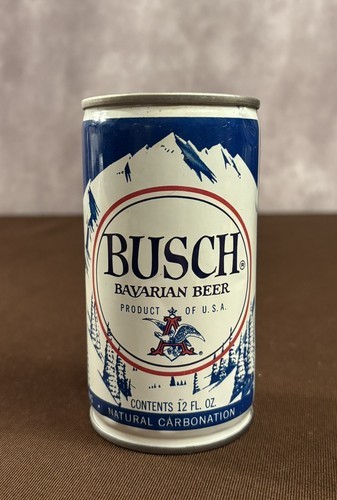 BUSCH®
BAVARIAN BEER
PRODUCT OF U.S.A.
A
®
CONTENTS 12 FL. OZ.
NATURAL CARBONATION